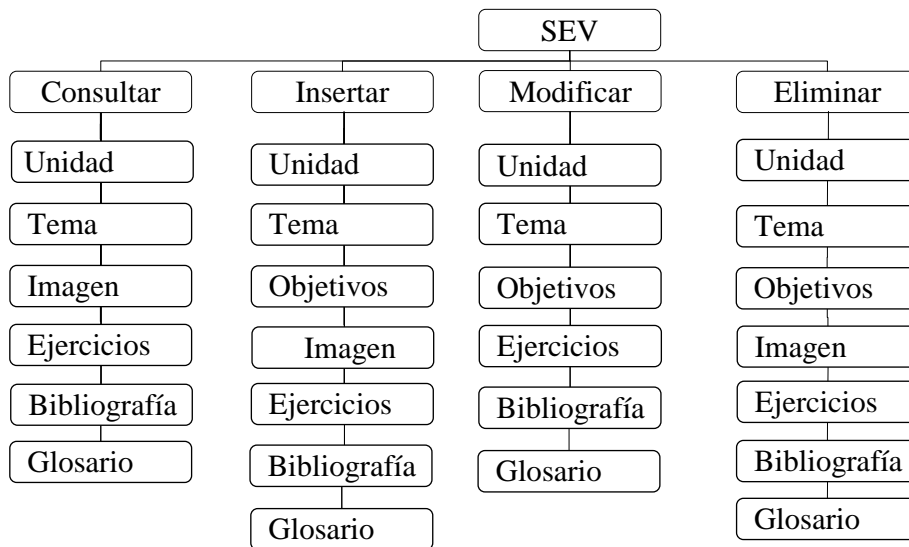 SEV
Consultar
Unidad
Tema
Imagen
Ejercicios
Bibliografía
Glosario
Insertar
Unidad
Tema
Objetivos
Imagen
Ejercicios
Bibliografía
Glosario
Modificar
Unidad
Tema
Objetivos
Ejercicios
Bibliografía
Glosario
Eliminar
Unidad
Tema
Objetivos
Imagen
Ejercicios
Bibliografía
Glosario